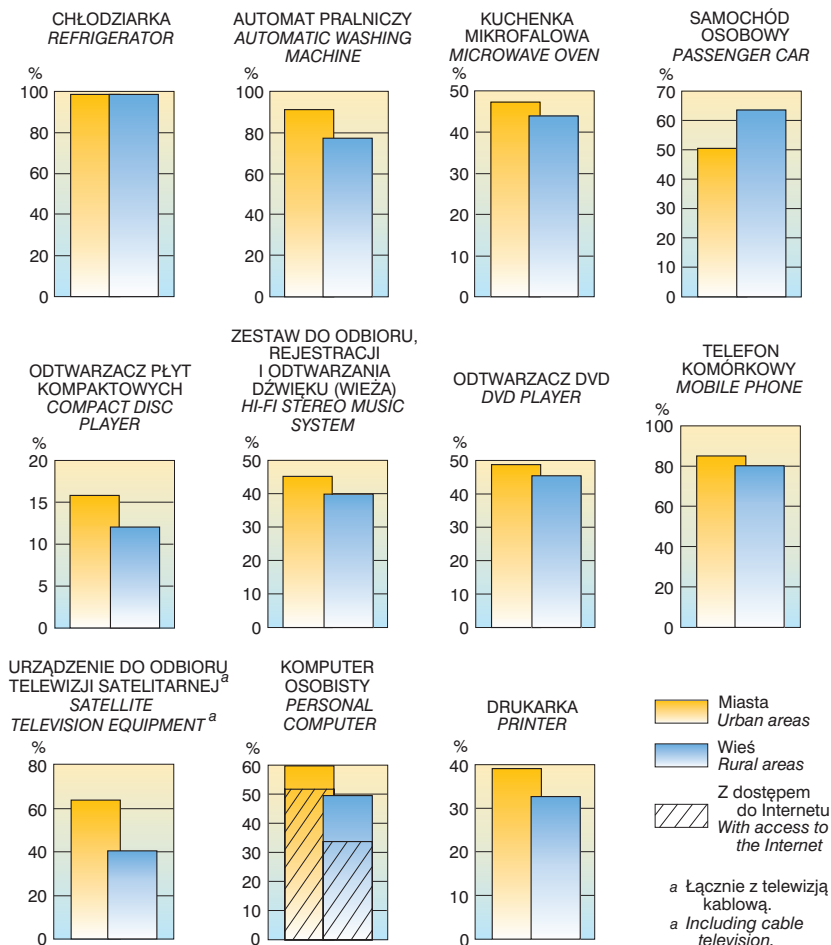 CHŁODZIARKA
REFRIGERATOR
%
100
80
60
40
20
0
AUTOMAT PRALNICZY
AUTOMATIC WASHING
MACHINE
%
100
80
60
40
20
0
KUCHENKA
MIKROFALOWA
MICROWAVE OVEN
%
50
40
30
20
10
0
SAMOCHÓD
OSOBOWY
PASSENGER CAR
%
70
60
50
40
30
20
10
0
ODTWARZACZ PŁYT
KOMPAKTOWYCH
COMPACT DISC
PLAYER
%
20
15
10
5
0
ZESTAW DO ODBIORU,
REJESTRACJI
I ODTWARZANIA
DŹWIĘKU (WIEŻA)
HI-FI STEREO MUSIC
SYSTEM
%
50
40
30
20
10
0
ODTWARZACZ DVD
DVD PLAYER
%
50
40
30
20
10
0
TELEFON
KOMÓRKOWY
MOBILE PHONE
%
100
80
60
40
20
0
URZĄDZENIE DO ODBIORU
TELEWIZJI SATELITARNEJ a
SATELLITE
TELEVISION EQUIPMENT a
%
80
60
40
20
0
KOMPUTER
OSOBISTY
PERSONAL
COMPUTER
%
60
50
40
30
20
10
0
DRUKARKA
PRINTER
%
40
30
20
10
0
Miasta
Urban areas
Wieś
Rural areas
Z dostępem
do Internetu
With access to
the Internet
a Łącznie z telewizją
kablową.
a Including cable
television.